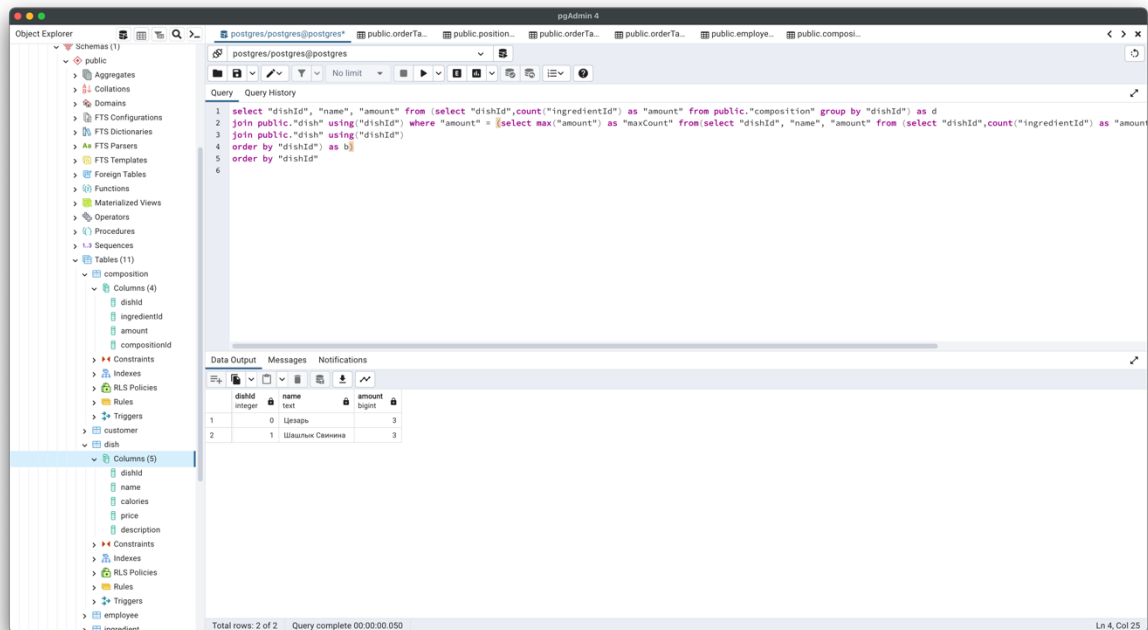 pgAdmin 4
Object Explorer
postgres/postgres@postgres*
public.orderTa...
public.position...
public.orderTa...
public.orderTa...
public.employe...
public.composi...
Schemas (1)
public
Aggregates
Collations
Domains
FTS Configurations
FTS Dictionaries
FTS Parsers
FTS Templates
Foreign Tables
Functions
Materialized Views
Operators
Procedures
Sequences
Tables (11)
composition
Columns (4)
dishId
ingredientId
amount
compositionId
Constraints
Indexes
RLS Policies
Rules
Triggers
customer
dish
Columns (5)
dishId
name
calories
price
description
Constraints
Indexes
RLS Policies
Rules
Triggers
employee
ingredient
postgres/postgres@postgres
No limit
Query Query History
1 select "dishId", "name", "amount" from (select "dishId",count("ingredientId") as "amount" from public."composition" group by "dishId") as d
2 join public."dish" using("dishId") where "amount" = (select max("amount") as "maxCount" from(select "dishId", "name", "amount" from (select "dishId",count("ingredientId") as "amount
3 join public."dish" using("dishId")
4 order by "dishId") as b)
5 order by "dishId"
6
Data Output Messages Notifications
dishId name amount
integer text bigint
1 0 Цезарь 3
2 1 Шашлык Свинина 3
Total rows: 2 of 2 Query complete 00:00:00.050 Ln 4, Col 25